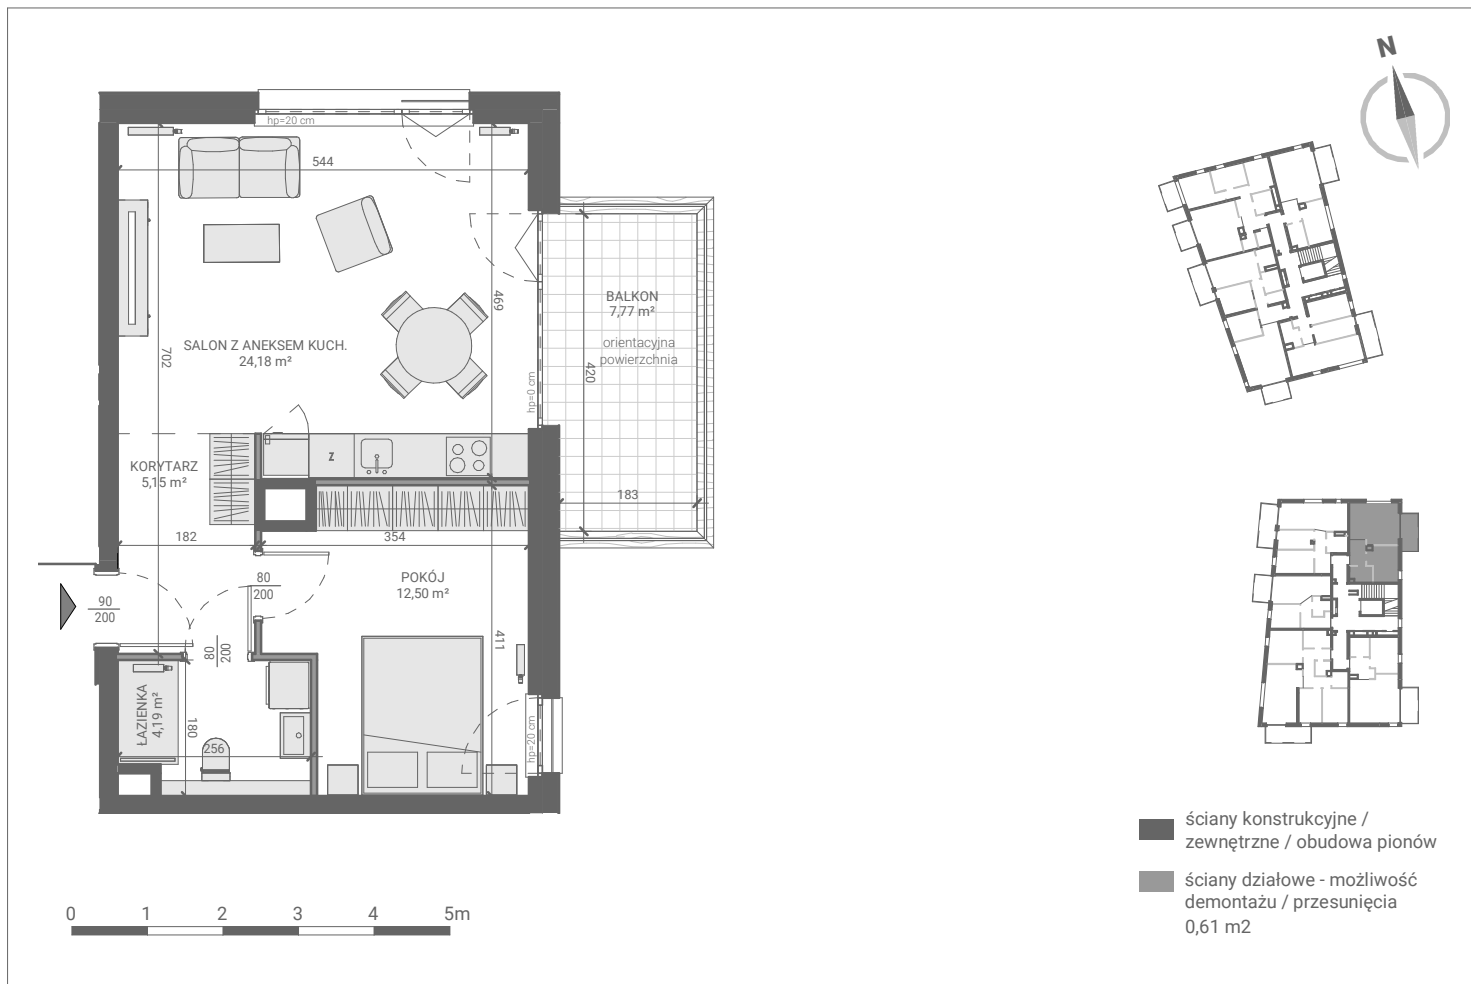 N
hp=20 cm
544
469
BALKON
7,77 m²
orientacyjna
powierzchnia
SALON Z ANEKSEM KUCH.
24,18 m²
702
420
hp=0 cm
z
KORYTARZ
5,15 m²
183
182
354
80
200
POKÓJ
12,50 m²
90
200
80
200
411
ŁAZIENKA
4,19 m²
180
256
hp=20 cm
ściany konstrukcyjne /
zewnętrzne / obudowa pionów
ściany działowe - możliwość
demontażu / przesunięcia
0,61 m2
0 1 2 3 4 5m